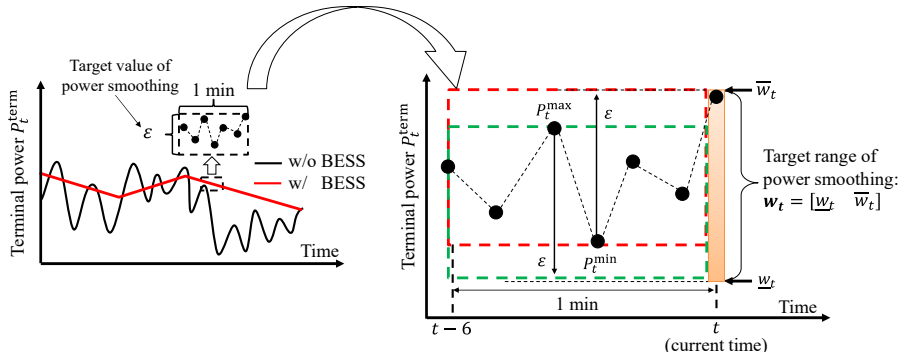 Target value of
power smoothing
1 min
ε
w/o BESS
w/ BESS
Terminal power P_t^term
Time
Terminal power P_t^term
P_t^max
ε
w̅_t
Target range of
power smoothing:
w_t = [w̲_t w̅_t]
ε
P_t^min
w̲_t
1 min
Time
t − 6
t
(current time)